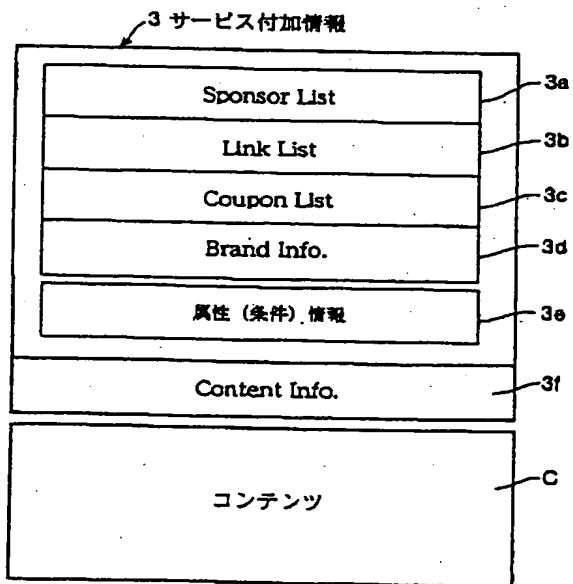 3 サービス付加情報
Sponsor List 3a
Link List 3b
Coupon List 3c
Brand Info. 3d
属性 (条件) 情報 3e
Content Info. 3f
コンテンツ C